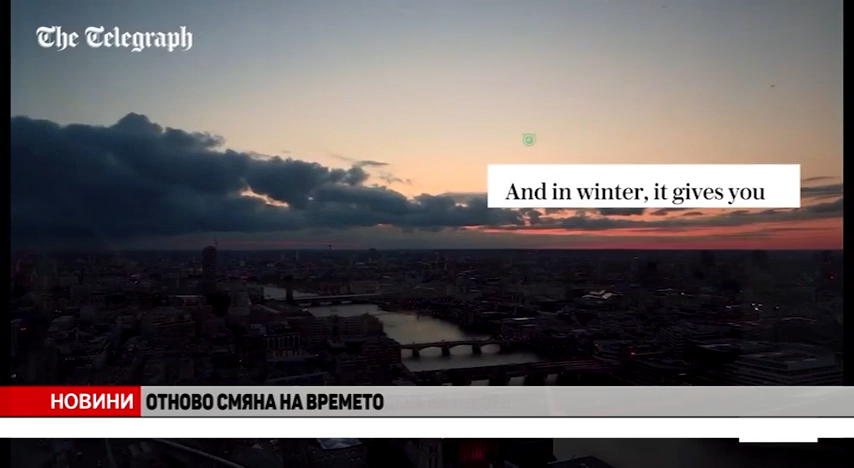 The Telegraph
And in winter, it gives you
НОВИНИ
ОТНОВО СМЯНА НА ВРЕМЕТО